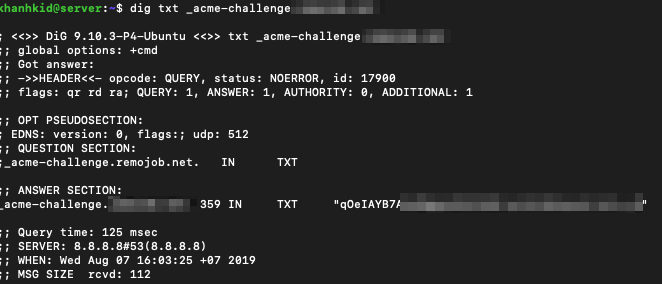 khanhkid@server:~$ dig txt _acme-challenge
; <<>> DiG 9.10.3-P4-Ubuntu <<>> txt _acme-challenge
;; global options: +cmd
;; Got answer:
;; ->>HEADER<<- opcode: QUERY, status: NOERROR, id: 17900
;; flags: qr rd ra; QUERY: 1, ANSWER: 1, AUTHORITY: 0, ADDITIONAL: 1
;; OPT PSEUDOSECTION:
; EDNS: version: 0, flags:; udp: 512
;; QUESTION SECTION:
;_acme-challenge.remojob.net. IN TXT
;; ANSWER SECTION:
_acme-challenge. 359 IN TXT "qOeIAYB7A "
;; Query time: 125 msec
;; SERVER: 8.8.8.8#53(8.8.8.8)
;; WHEN: Wed Aug 07 16:03:25 +07 2019
;; MSG SIZE rcvd: 112